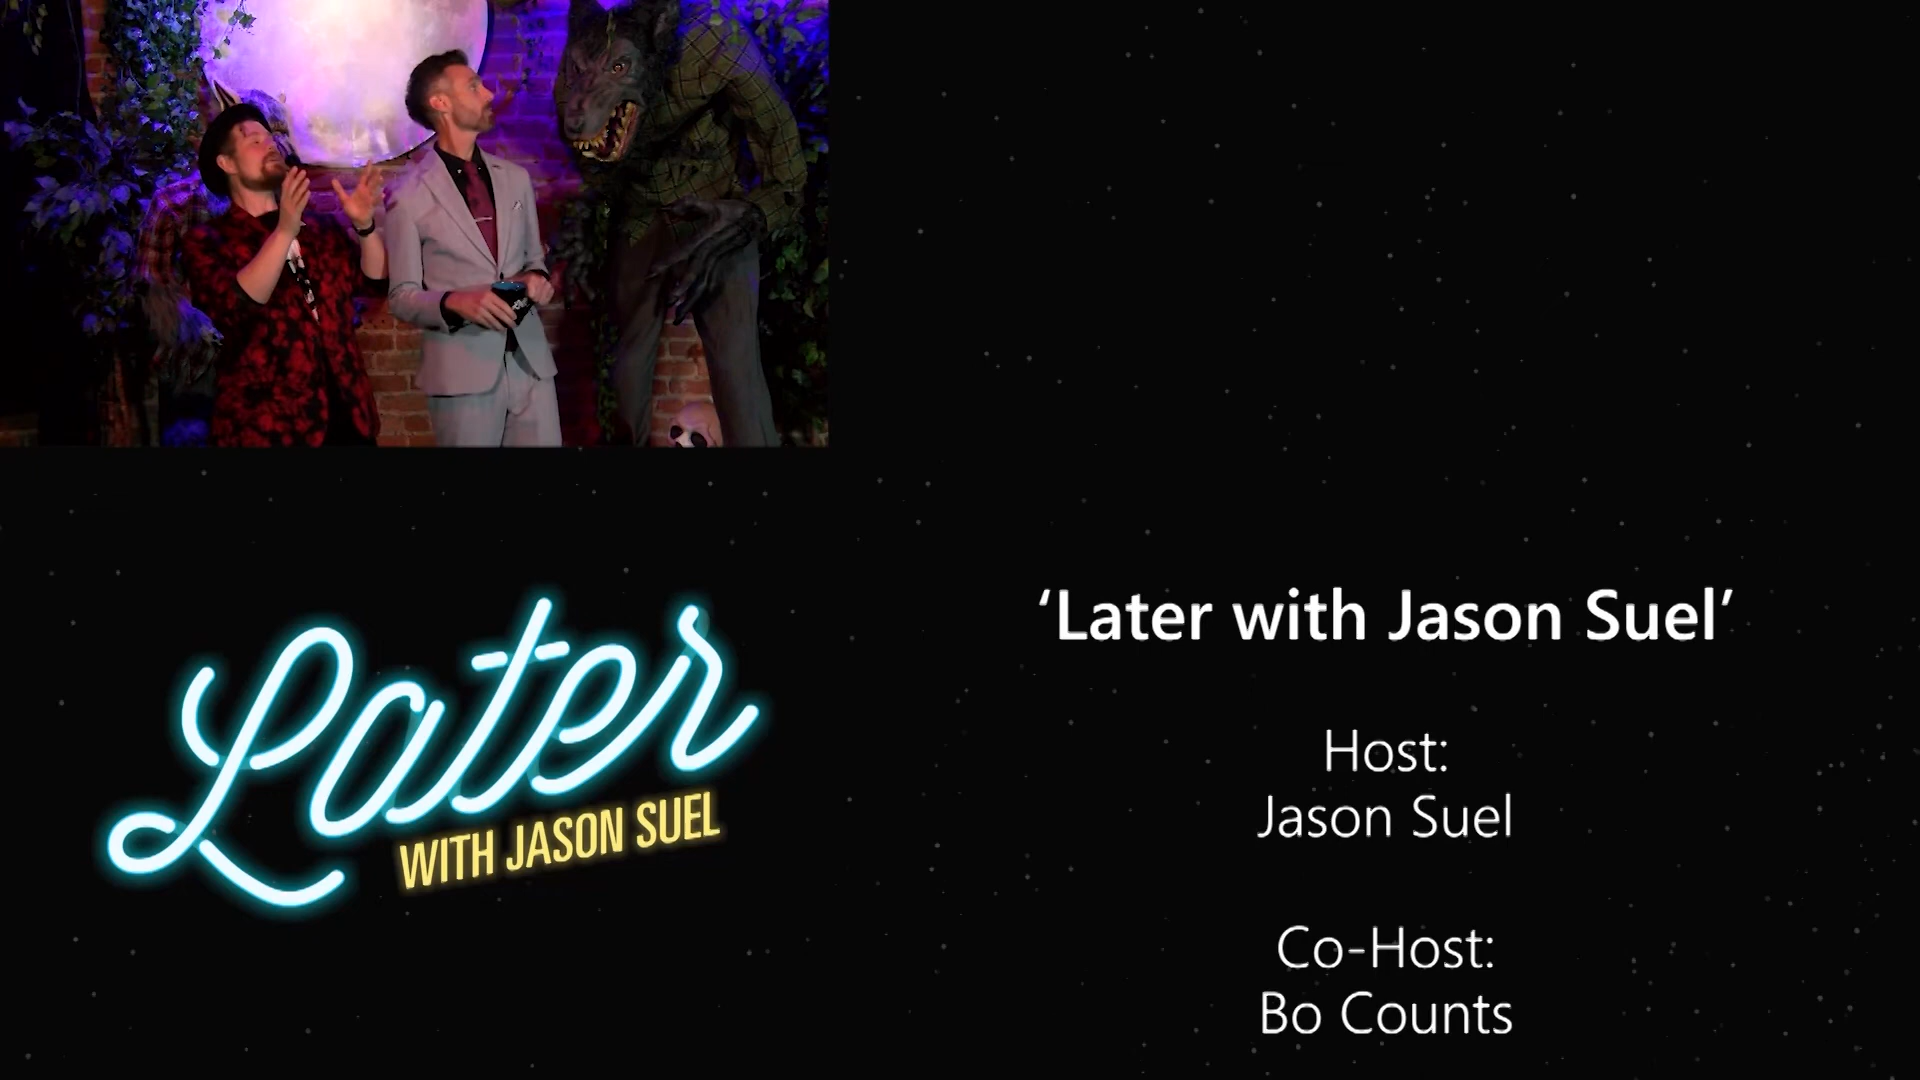 Later
WITH JASON SUEL
‘Later with Jason Suel’
Host:
Jason Suel
Co-Host:
Bo Counts